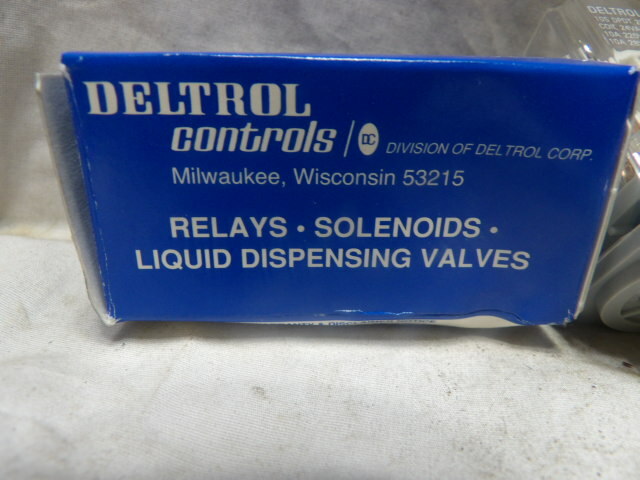 DELTROL
controls/DC DIVISION OF DELTROL CORP.
Milwaukee, Wisconsin 53215
RELAYS • SOLENOIDS •
LIQUID DISPENSING VALVES
DELTROL